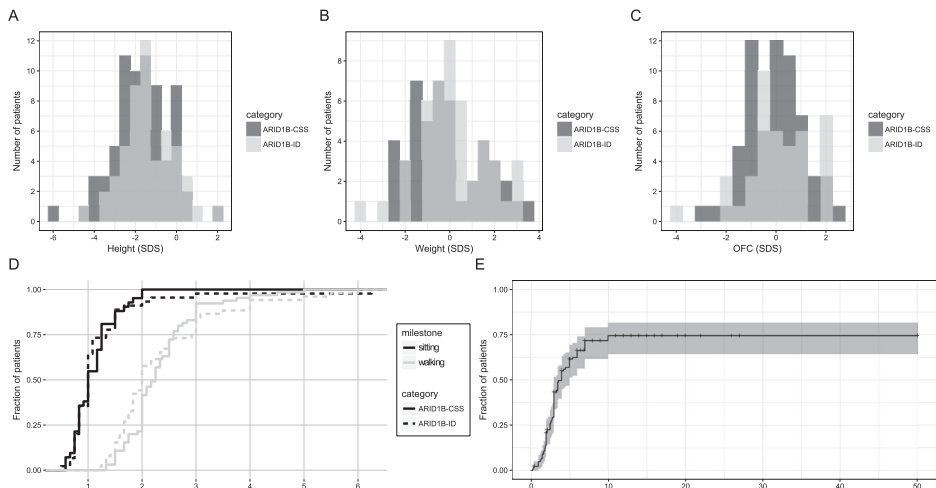 A
B
C
12
10
8
6
4
2
0
Number of patients
-6
-4
-2
0
2
Height (SDS)
category
ARID1B-CSS
ARID1B-ID
8
6
4
2
0
Number of patients
-4
-2
0
2
4
Weight (SDS)
category
ARID1B-CSS
ARID1B-ID
12
10
8
6
4
2
0
Number of patients
-4
-2
0
2
OFC (SDS)
category
ARID1B-CSS
ARID1B-ID
D
E
1.00
0.75
0.50
0.25
0.00
Fraction of patients
1
2
3
4
5
6
milestone
sitting
walking
category
ARID1B-CSS
ARID1B-ID
1.00
0.75
0.50
0.25
0.00
Fraction of patients
0
10
20
30
40
50